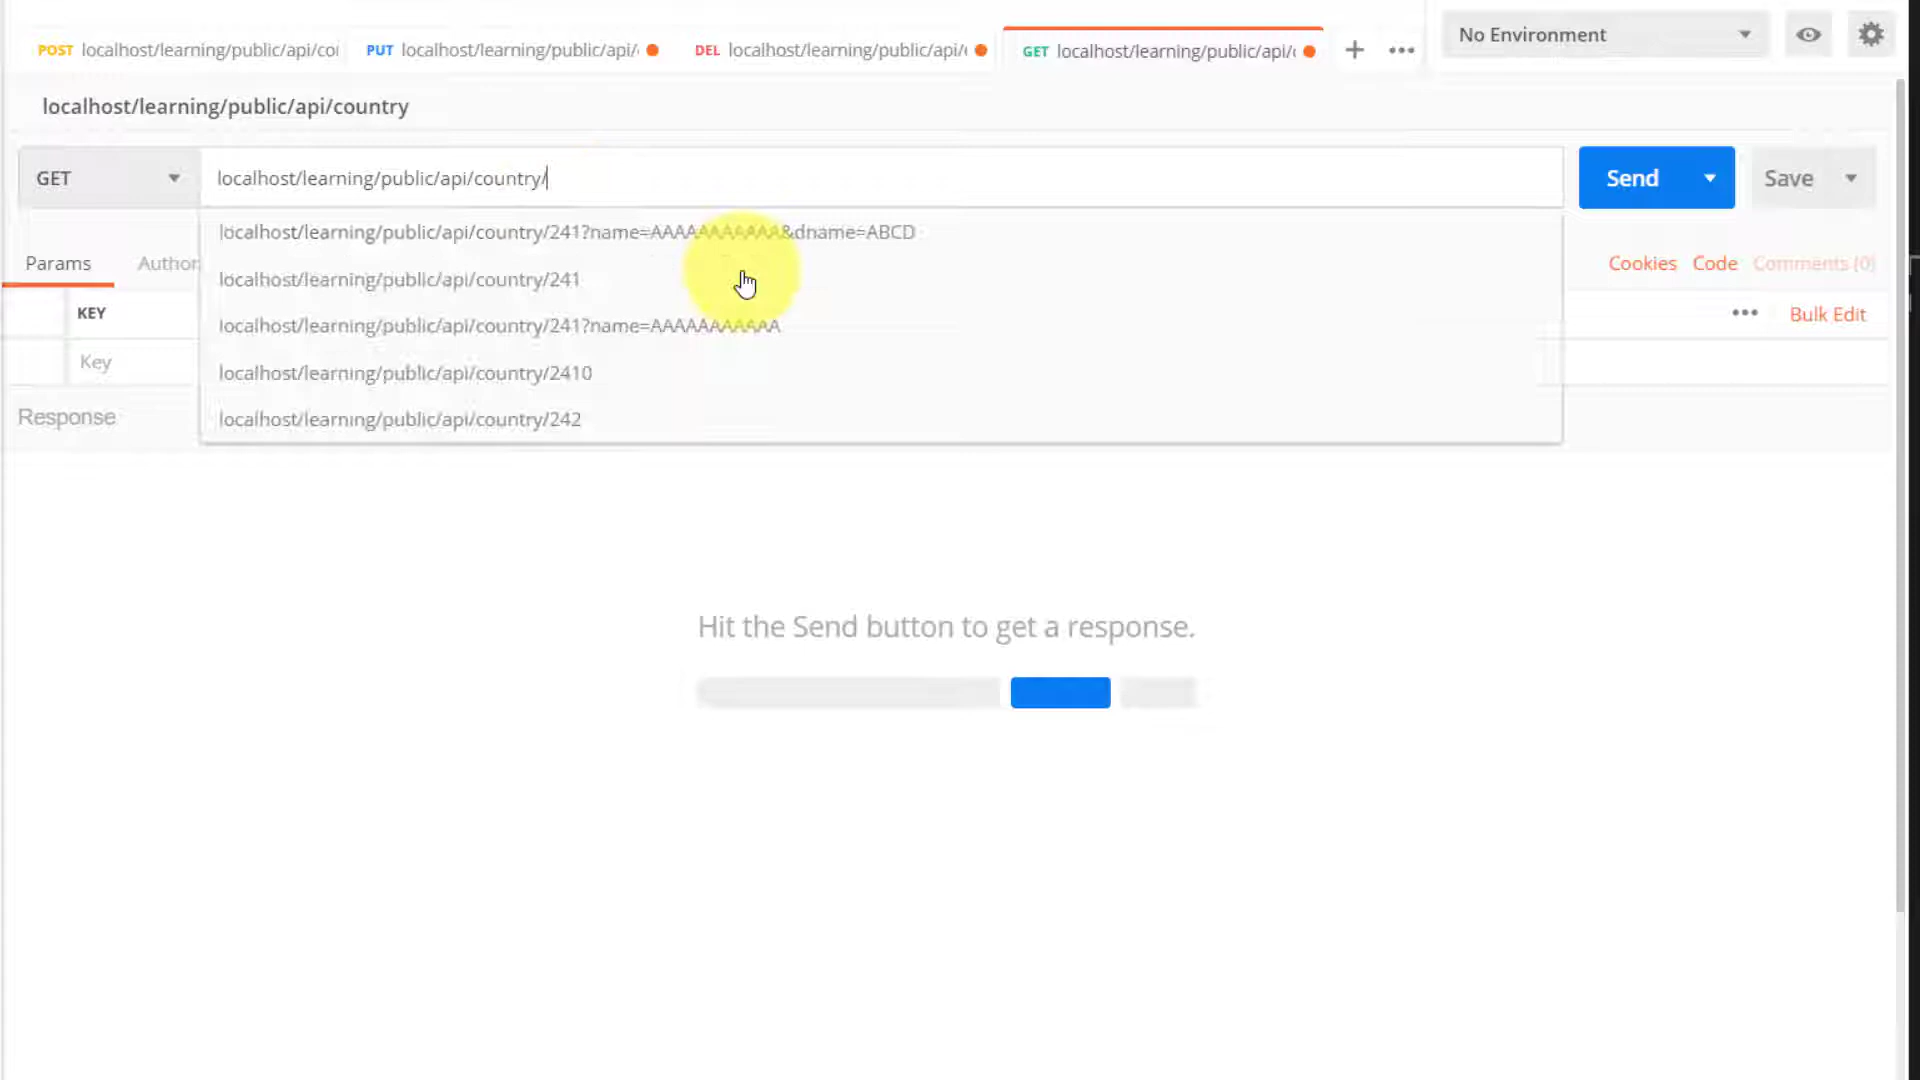 POST localhost/learning/public/api/cou PUT localhost/learning/public/api/ DEL localhost/learning/public/api/ GET localhost/learning/public/api/c + ••• No Environment
localhost/learning/public/api/country
GET localhost/learning/public/api/country/ Send Save
localhost/learning/public/api/country/241?name=AAAAAAAAAAA&dname=ABCD
Params Author localhost/learning/public/api/country/241 Cookies Code Comments (0)
KEY localhost/learning/public/api/country/241?name=AAAAAAAAAAA ••• Bulk Edit
Key localhost/learning/public/api/country/2410
Response localhost/learning/public/api/country/242
Hit the Send button to get a response.